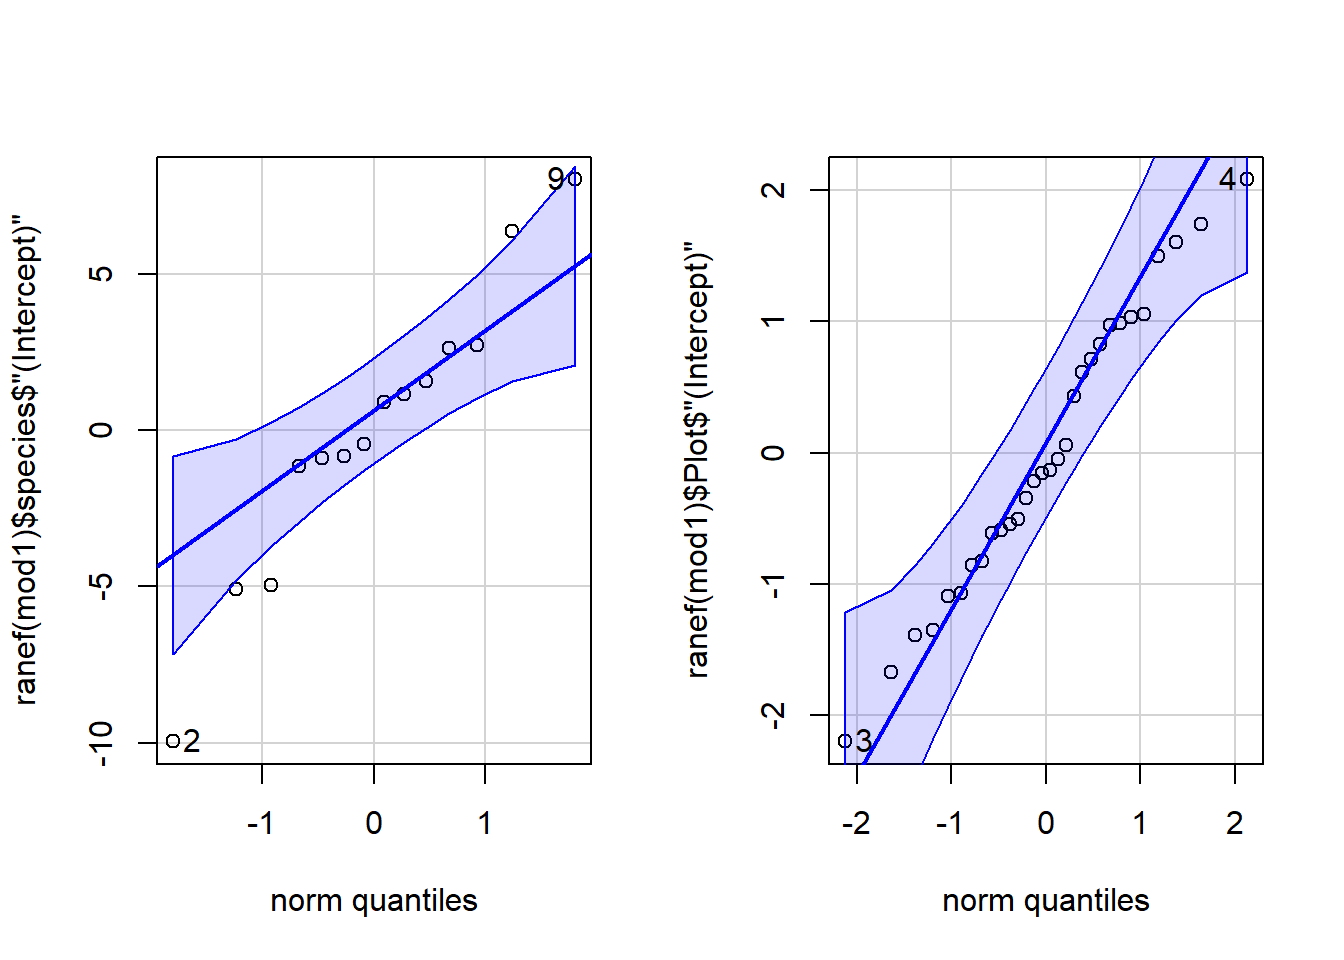 ranef(mod1)$species$"(Intercept)"
5
0
-5
-10
9
2
-1 0 1
norm quantiles
ranef(mod1)$Plot$"(Intercept)"
2
1
0
-1
-2
4
3
-2 -1 0 1 2
norm quantiles